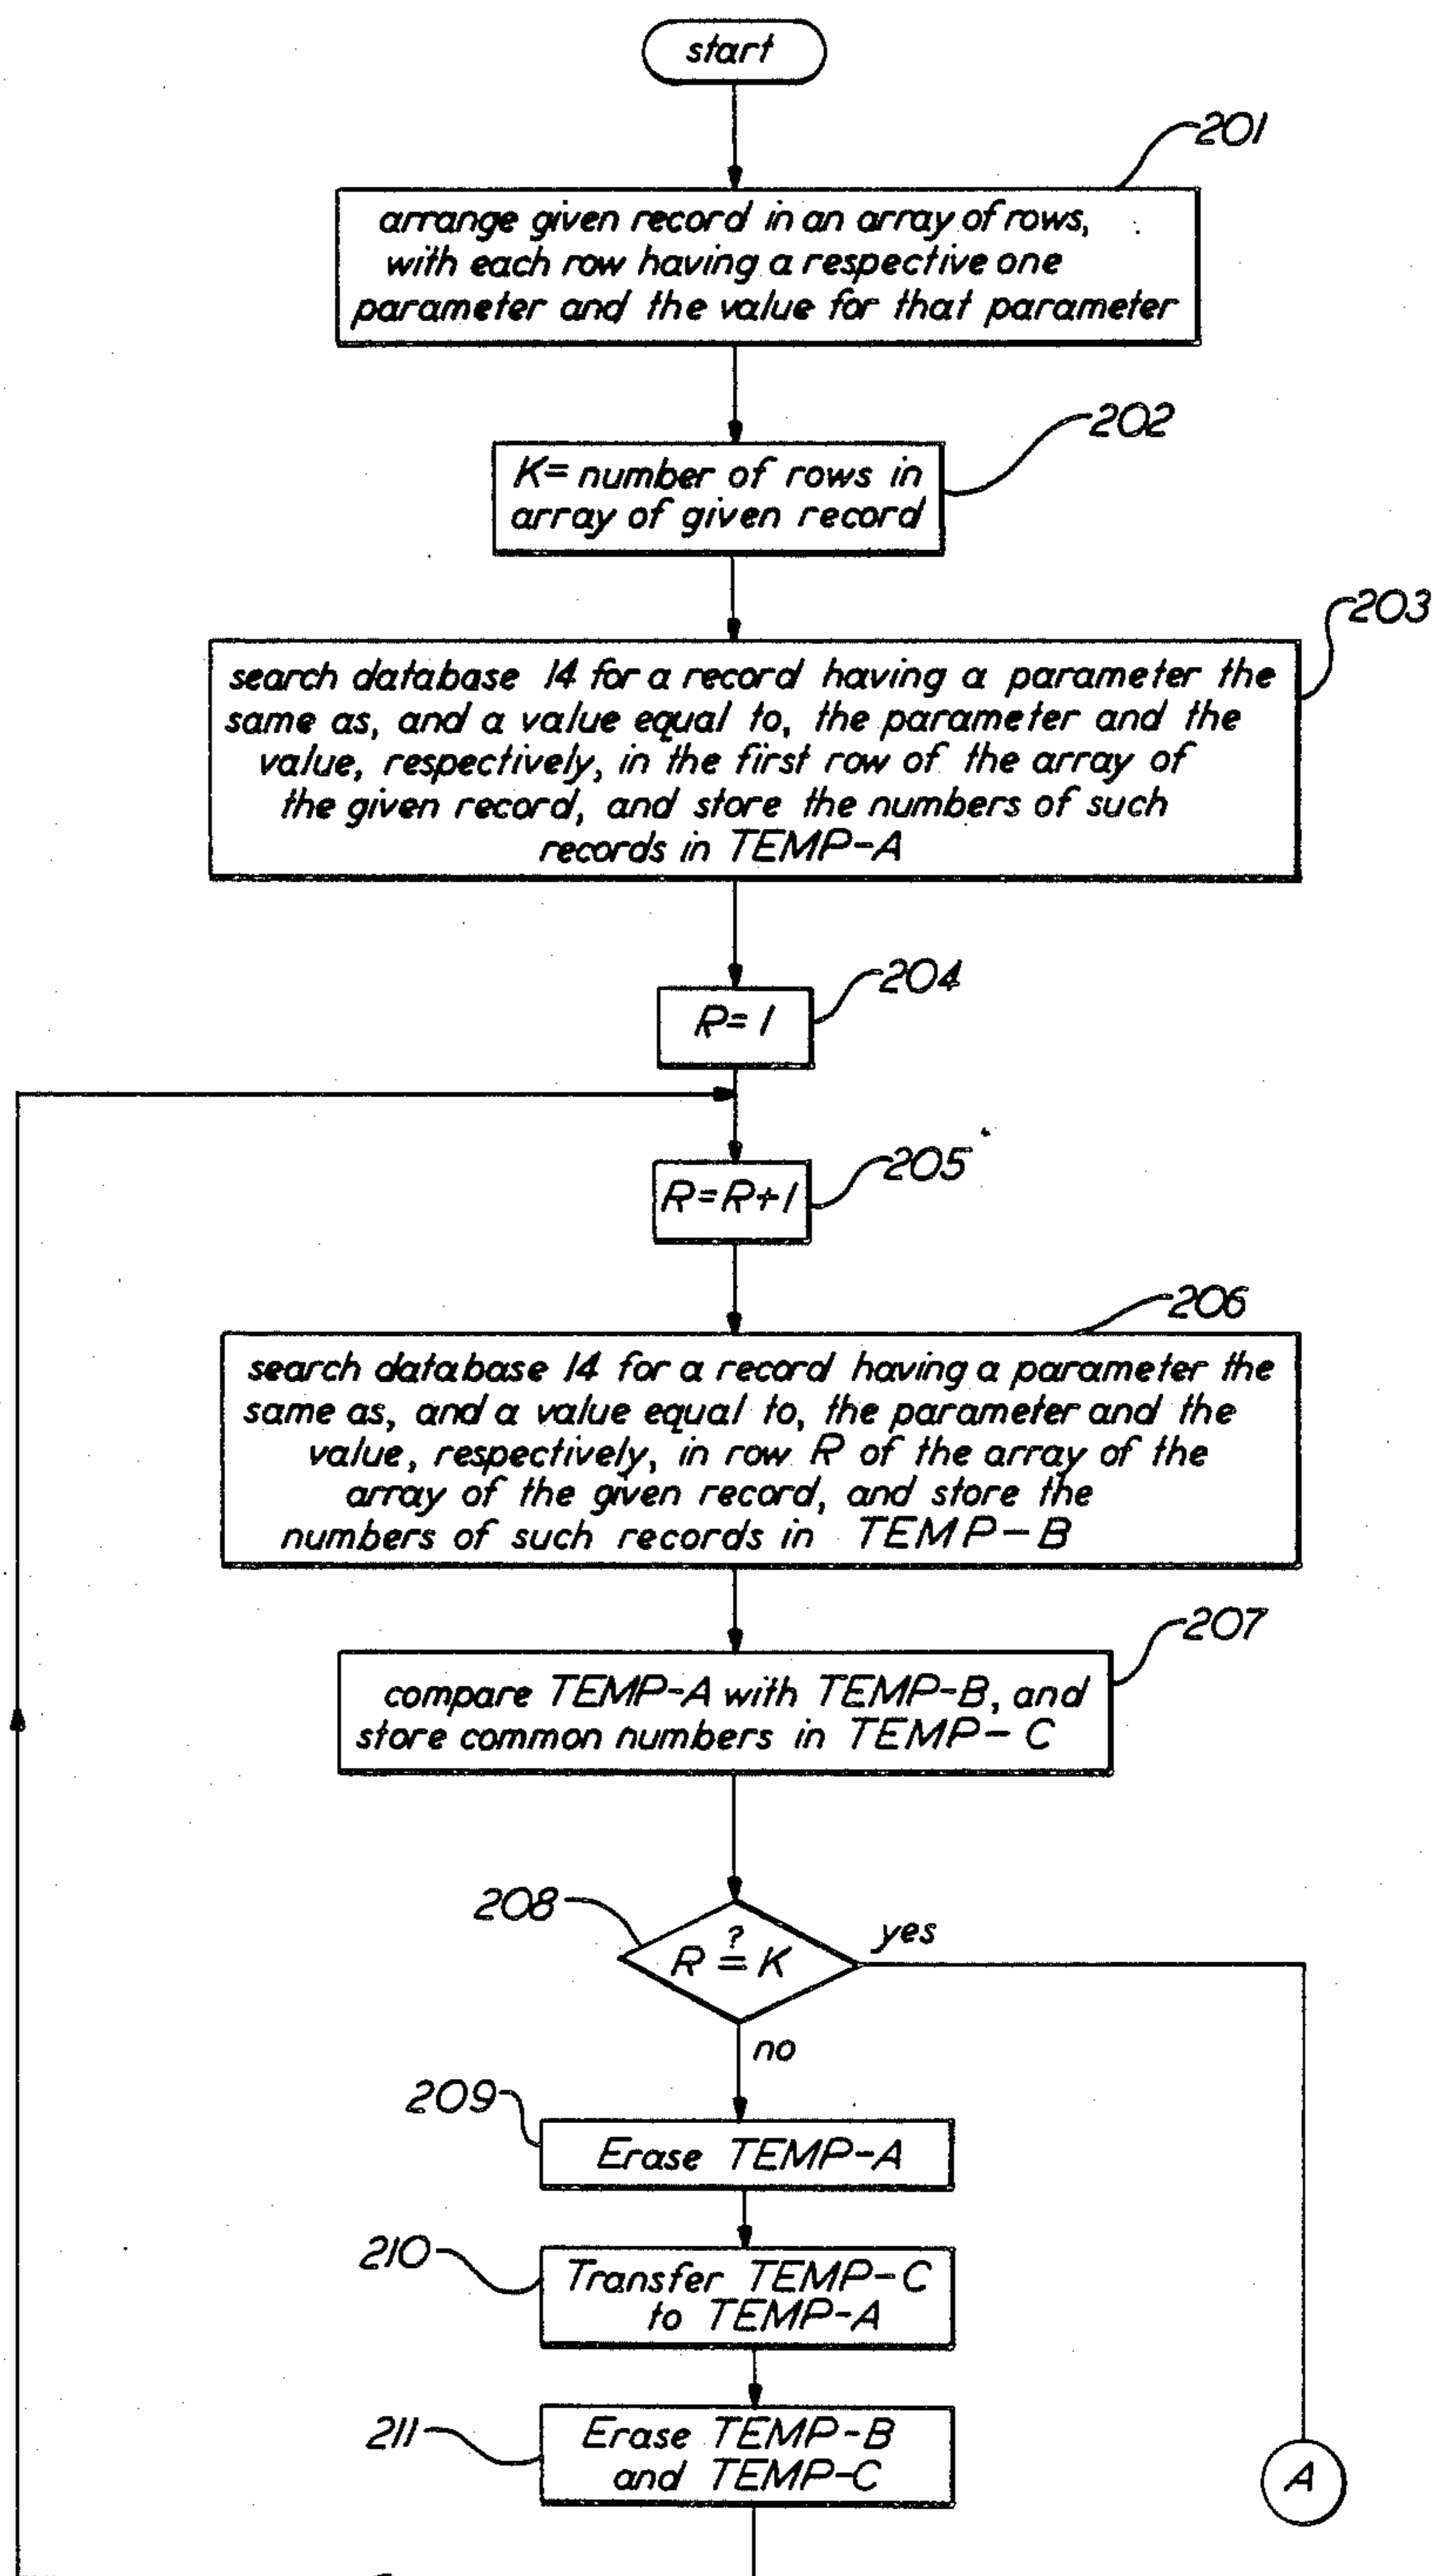 start
201
arrange given record in an array of rows,
with each row having a respective one
parameter and the value for that parameter
202
K= number of rows in
array of given record
203
search database 14 for a record having a parameter the
same as, and a value equal to, the parameter and the
value, respectively, in the first row of the array of
the given record, and store the numbers of such
records in TEMP-A
204
R= 1
205
R=R+1
206
search database 14 for a record having a parameter the
same as, and a value equal to, the parameter and the
value, respectively, in row R of the array of the
array of the given record, and store the
numbers of such records in TEMP-B
207
compare TEMP-A with TEMP-B, and
store common numbers in TEMP-C
208
yes
?
R = K
no
209
Erase TEMP-A
210
Transfer TEMP-C
to TEMP-A
211
Erase TEMP-B
and TEMP-C
A